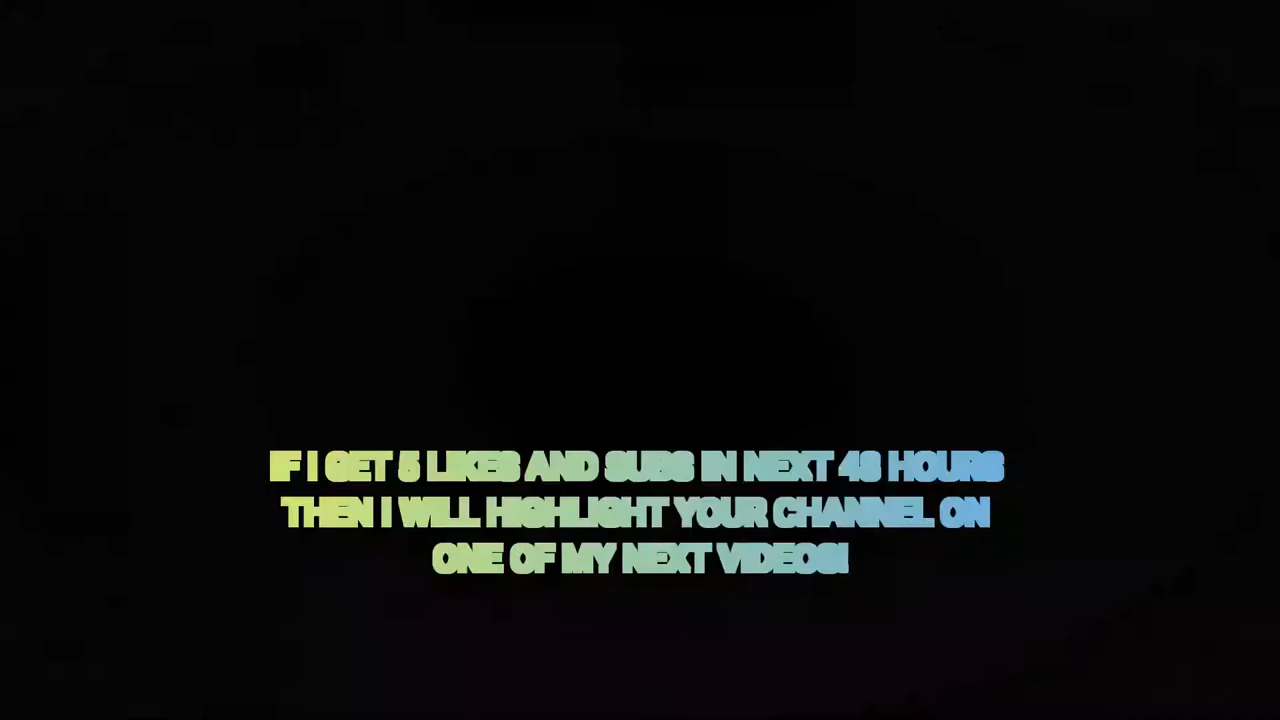 IF I GET 5 LIKES AND SUBS IN NEXT 48 HOURS
THEN I WILL HIGHLIGHT YOUR CHANNEL ON
ONE OF MY NEXT VIDEOS!